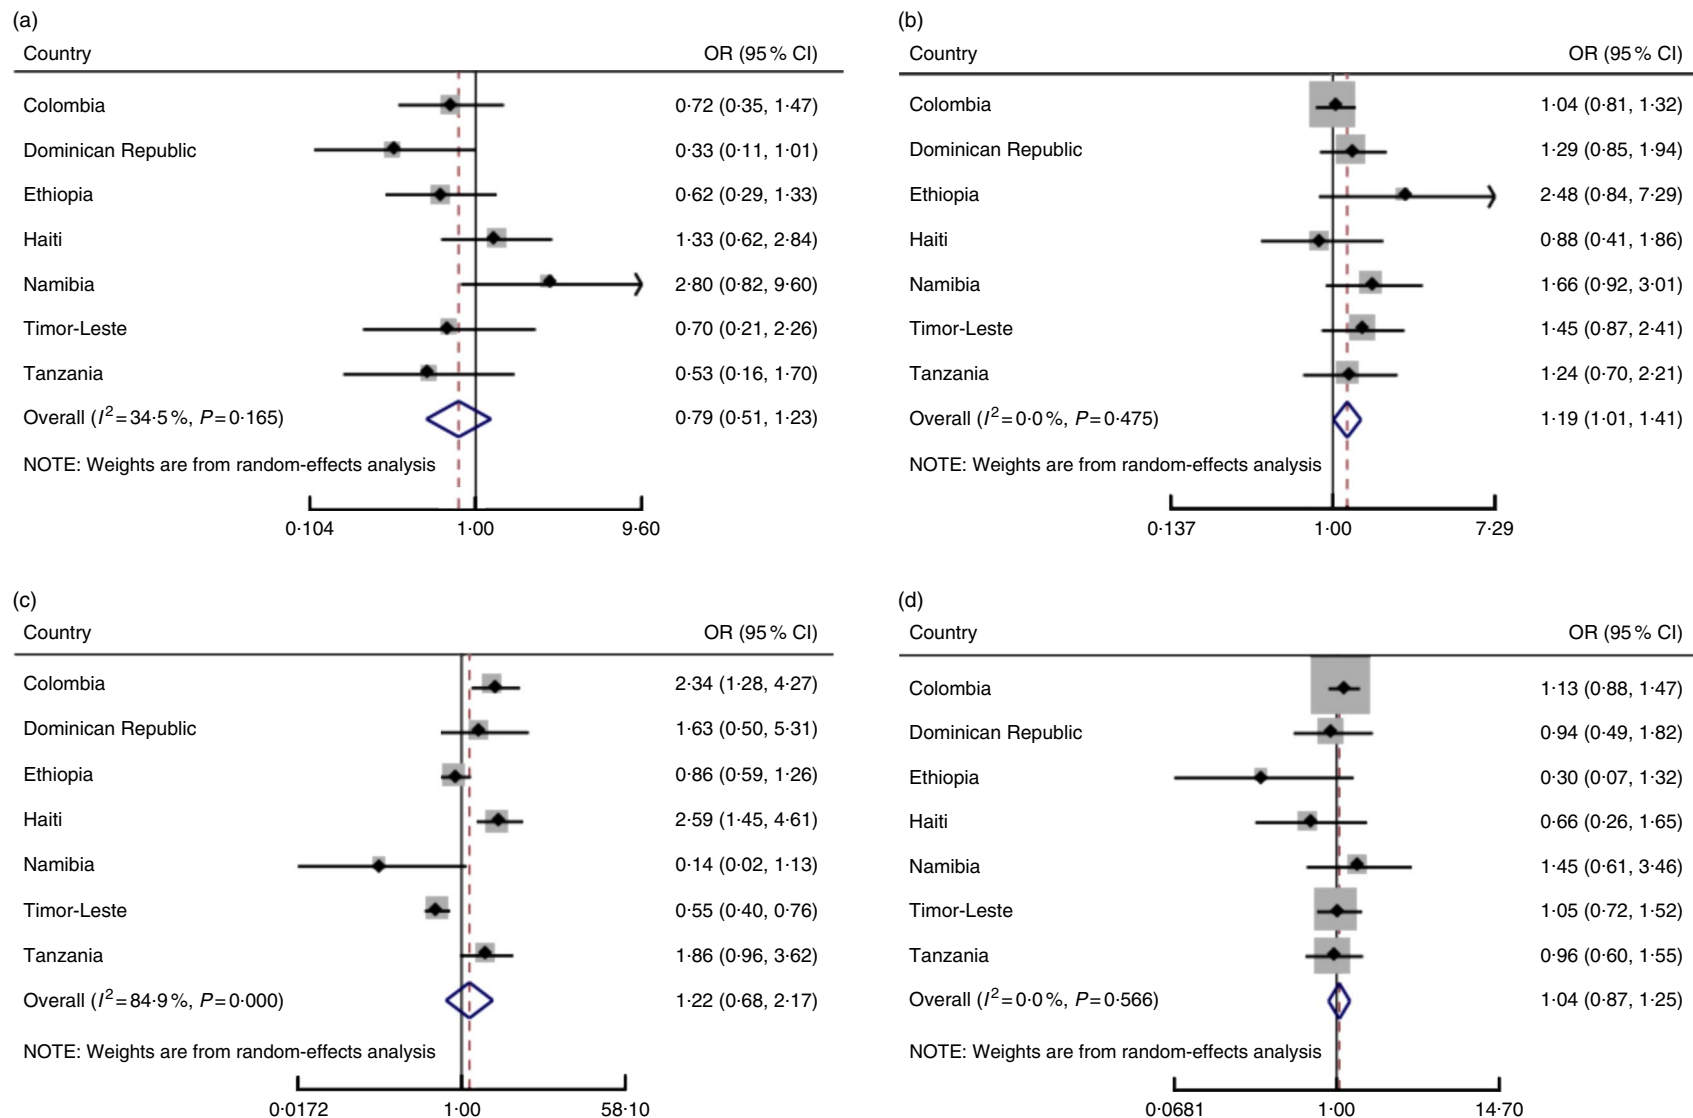 (a)
Country OR (95 % CI)
Colombia 0·72 (0·35, 1·47)
Dominican Republic 0·33 (0·11, 1·01)
Ethiopia 0·62 (0·29, 1·33)
Haiti 1·33 (0·62, 2·84)
Namibia 2·80 (0·82, 9·60)
Timor-Leste 0·70 (0·21, 2·26)
Tanzania 0·53 (0·16, 1·70)
Overall (I²=34·5 %, P=0·165) 0·79 (0·51, 1·23)
NOTE: Weights are from random-effects analysis
0·104 1·00 9·60
(b)
Country OR (95 % CI)
Colombia 1·04 (0·81, 1·32)
Dominican Republic 1·29 (0·85, 1·94)
Ethiopia 2·48 (0·84, 7·29)
Haiti 0·88 (0·41, 1·86)
Namibia 1·66 (0·92, 3·01)
Timor-Leste 1·45 (0·87, 2·41)
Tanzania 1·24 (0·70, 2·21)
Overall (I²=0·0 %, P=0·475) 1·19 (1·01, 1·41)
NOTE: Weights are from random-effects analysis
0·137 1·00 7·29
(c)
Country OR (95 % CI)
Colombia 2·34 (1·28, 4·27)
Dominican Republic 1·63 (0·50, 5·31)
Ethiopia 0·86 (0·59, 1·26)
Haiti 2·59 (1·45, 4·61)
Namibia 0·14 (0·02, 1·13)
Timor-Leste 0·55 (0·40, 0·76)
Tanzania 1·86 (0·96, 3·62)
Overall (I²=84·9 %, P=0·000) 1·22 (0·68, 2·17)
NOTE: Weights are from random-effects analysis
0·0172 1·00 58·10
(d)
Country OR (95 % CI)
Colombia 1·13 (0·88, 1·47)
Dominican Republic 0·94 (0·49, 1·82)
Ethiopia 0·30 (0·07, 1·32)
Haiti 0·66 (0·26, 1·65)
Namibia 1·45 (0·61, 3·46)
Timor-Leste 1·05 (0·72, 1·52)
Tanzania 0·96 (0·60, 1·55)
Overall (I²=0·0 %, P=0·566) 1·04 (0·87, 1·25)
NOTE: Weights are from random-effects analysis
0·0681 1·00 14·70